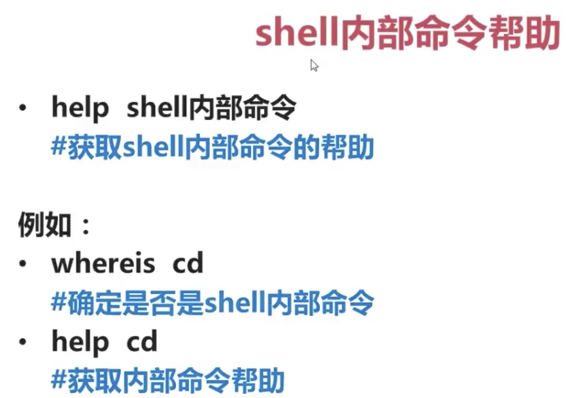 shell内部命令帮助
• help shell内部命令
#获取shell内部命令的帮助
例如：
• whereis cd
#确定是否是shell内部命令
• help cd
#获取内部命令帮助